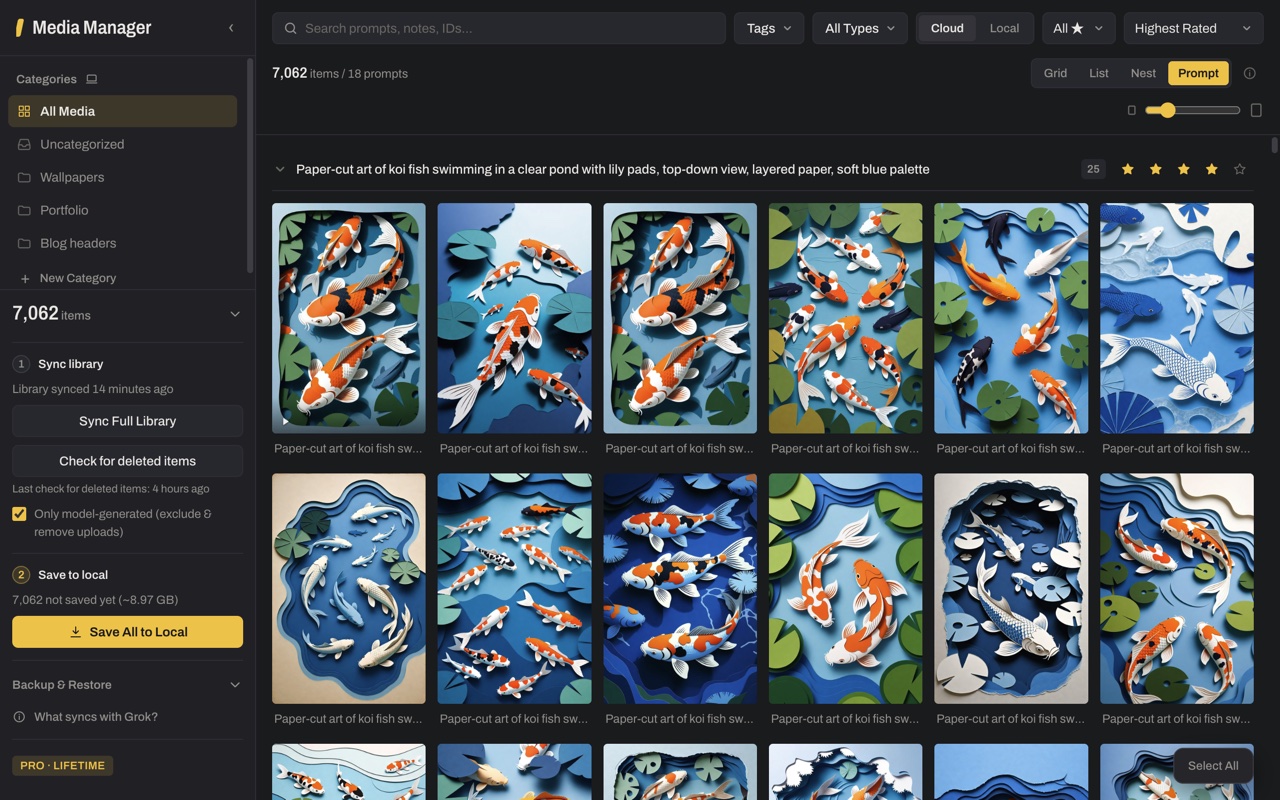 Media Manager
Categories
All Media
Uncategorized
Wallpapers
Portfolio
Blog headers
New Category
7,062 items
1 Sync library
Library synced 14 minutes ago
Sync Full Library
Check for deleted items
Last check for deleted items: 4 hours ago
Only model-generated (exclude &
remove uploads)
2 Save to local
7,062 not saved yet (~8.97 GB)
Save All to Local
Backup & Restore
What syncs with Grok?
PRO · LIFETIME
Search prompts, notes, IDs...
Tags
All Types
Cloud
Local
All ★
Highest Rated
7,062 items / 18 prompts
Grid
List
Nest
Prompt
Paper-cut art of koi fish swimming in a clear pond with lily pads, top-down view, layered paper, soft blue palette
25
Paper-cut art of koi fish sw...
Paper-cut art of koi fish sw...
Paper-cut art of koi fish sw...
Paper-cut art of koi fish sw...
Paper-cut art of koi fish sw...
Paper-cut art of koi fish sw...
Paper-cut art of koi fish sw...
Paper-cut art of koi fish sw...
Paper-cut art of koi fish sw...
Paper-cut art of koi fish sw...
Paper-cut art of koi fish sw...
Paper-cut art of koi fish sw...
Select All